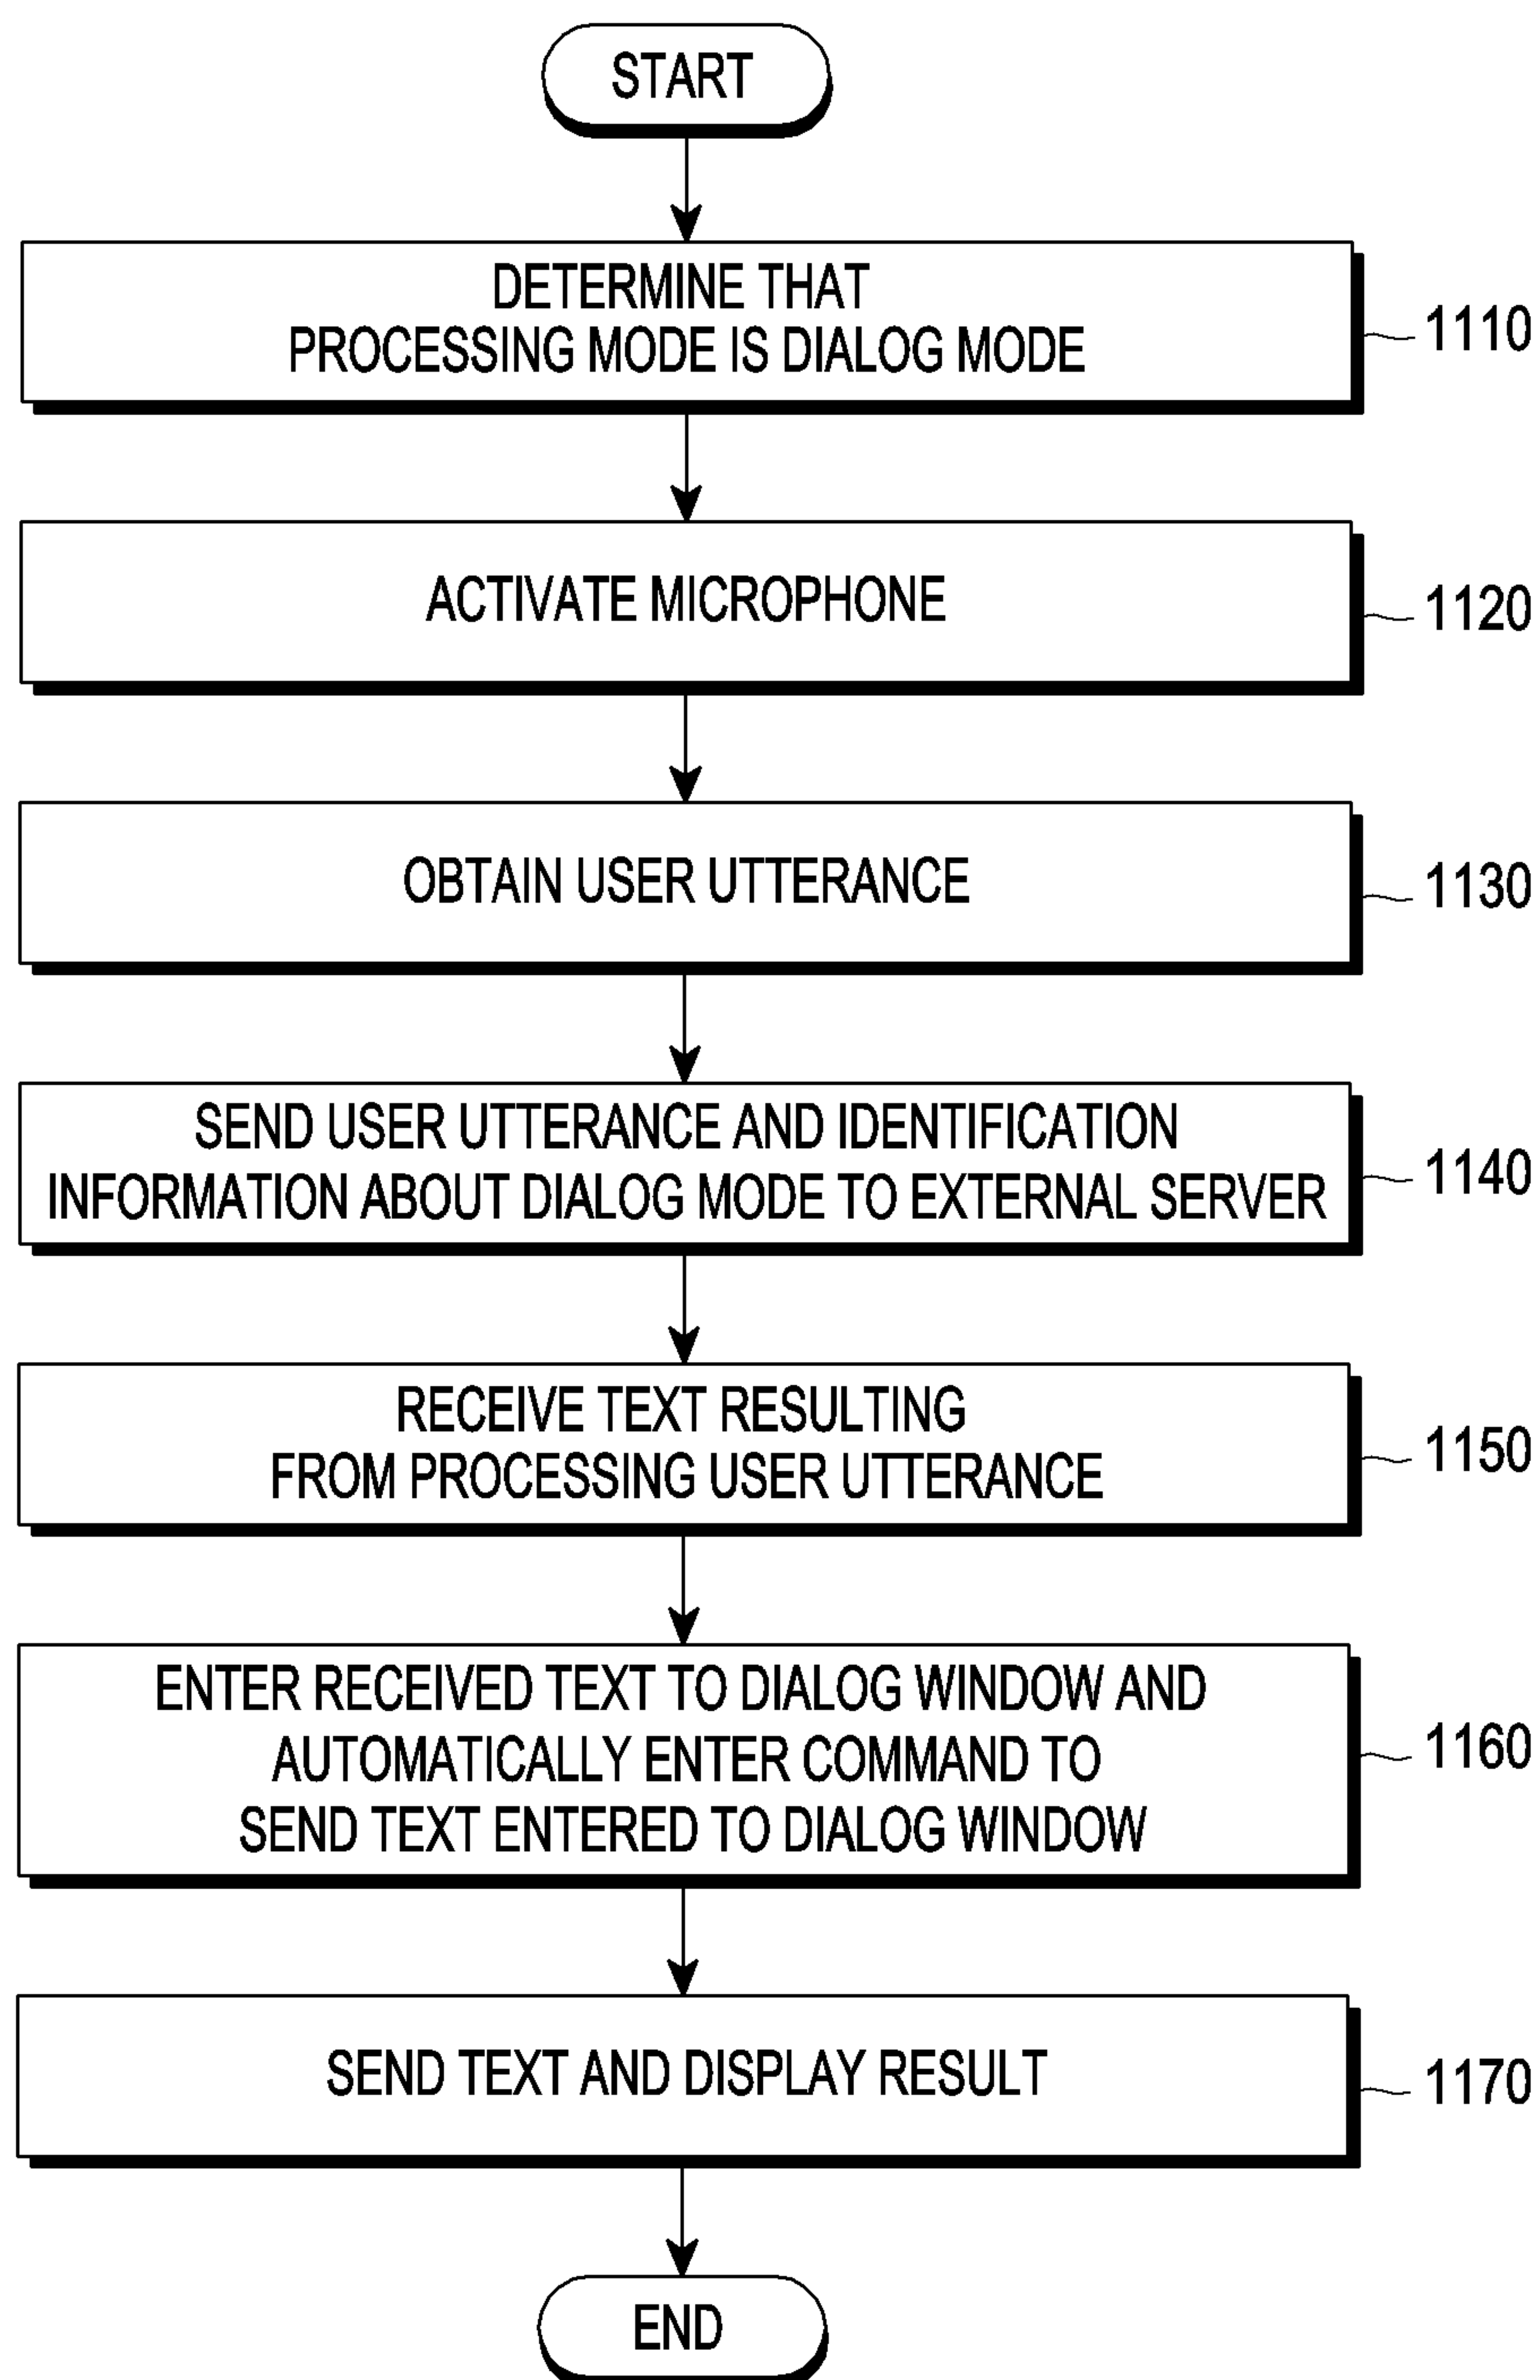 START
DETERMINE THAT
PROCESSING MODE IS DIALOG MODE
1110
ACTIVATE MICROPHONE
1120
OBTAIN USER UTTERANCE
1130
SEND USER UTTERANCE AND IDENTIFICATION
INFORMATION ABOUT DIALOG MODE TO EXTERNAL SERVER
1140
RECEIVE TEXT RESULTING
FROM PROCESSING USER UTTERANCE
1150
ENTER RECEIVED TEXT TO DIALOG WINDOW AND
AUTOMATICALLY ENTER COMMAND TO
SEND TEXT ENTERED TO DIALOG WINDOW
1160
SEND TEXT AND DISPLAY RESULT
1170
END